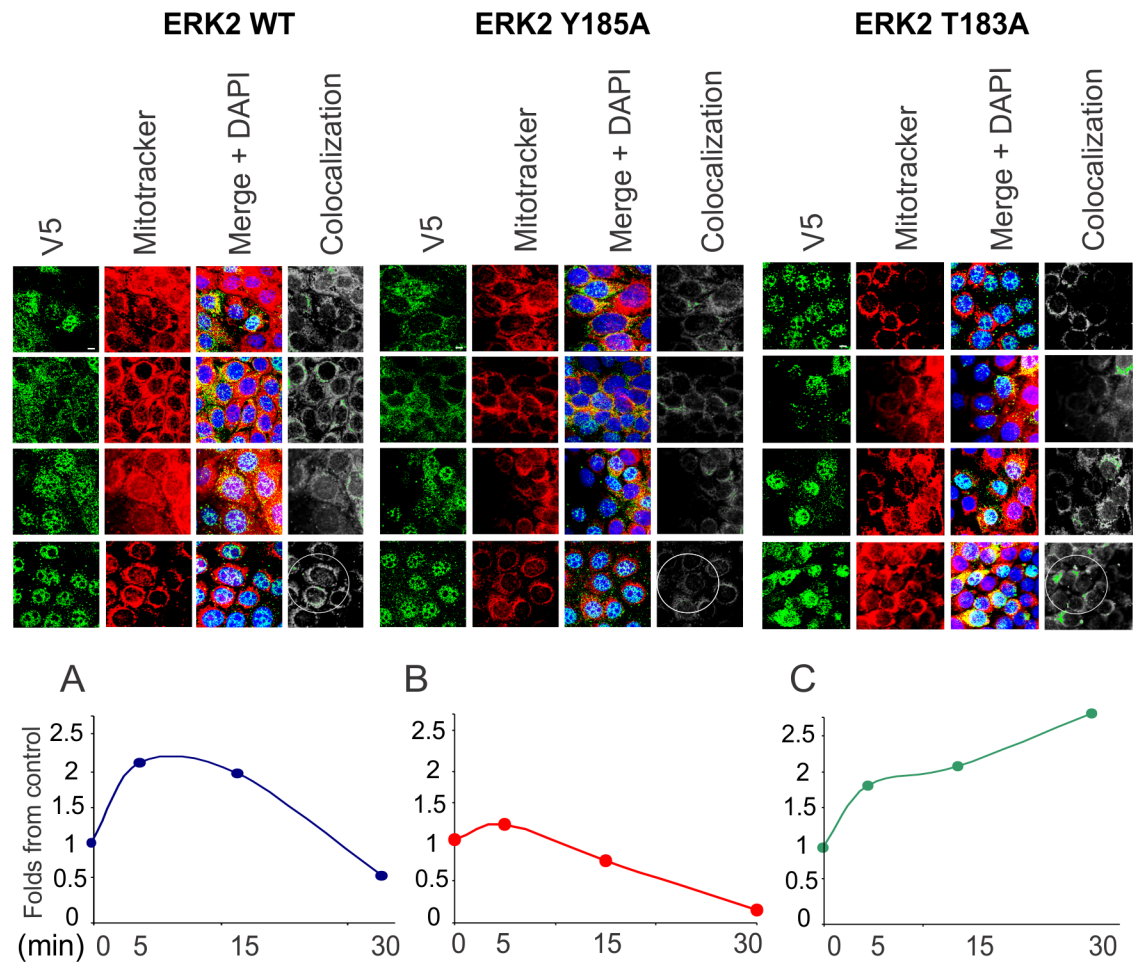 ERK2 WT
ERK2 Y185A
ERK2 T183A
V5
Mitotracker
Merge + DAPI
Colocalization
V5
Mitotracker
Merge + DAPI
Colocalization
V5
Mitotracker
Merge + DAPI
Colocalization
A
B
C
Folds from control
2.5
2
1.5
1
0.5
0
(min) 0 5 15 30
2.5
2
1.5
1
0.5
0
0 5 15 30
2.5
2
1.5
1
0.5
0
0 5 15 30